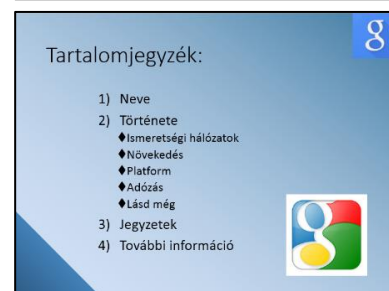 g
Tartalomjegyzék:
1) Neve
2) Története
♦Ismeretségi hálózatok
♦Növekedés
♦Platform
♦Adózás
♦Lásd még
3) Jegyzetek
4) További információ
g